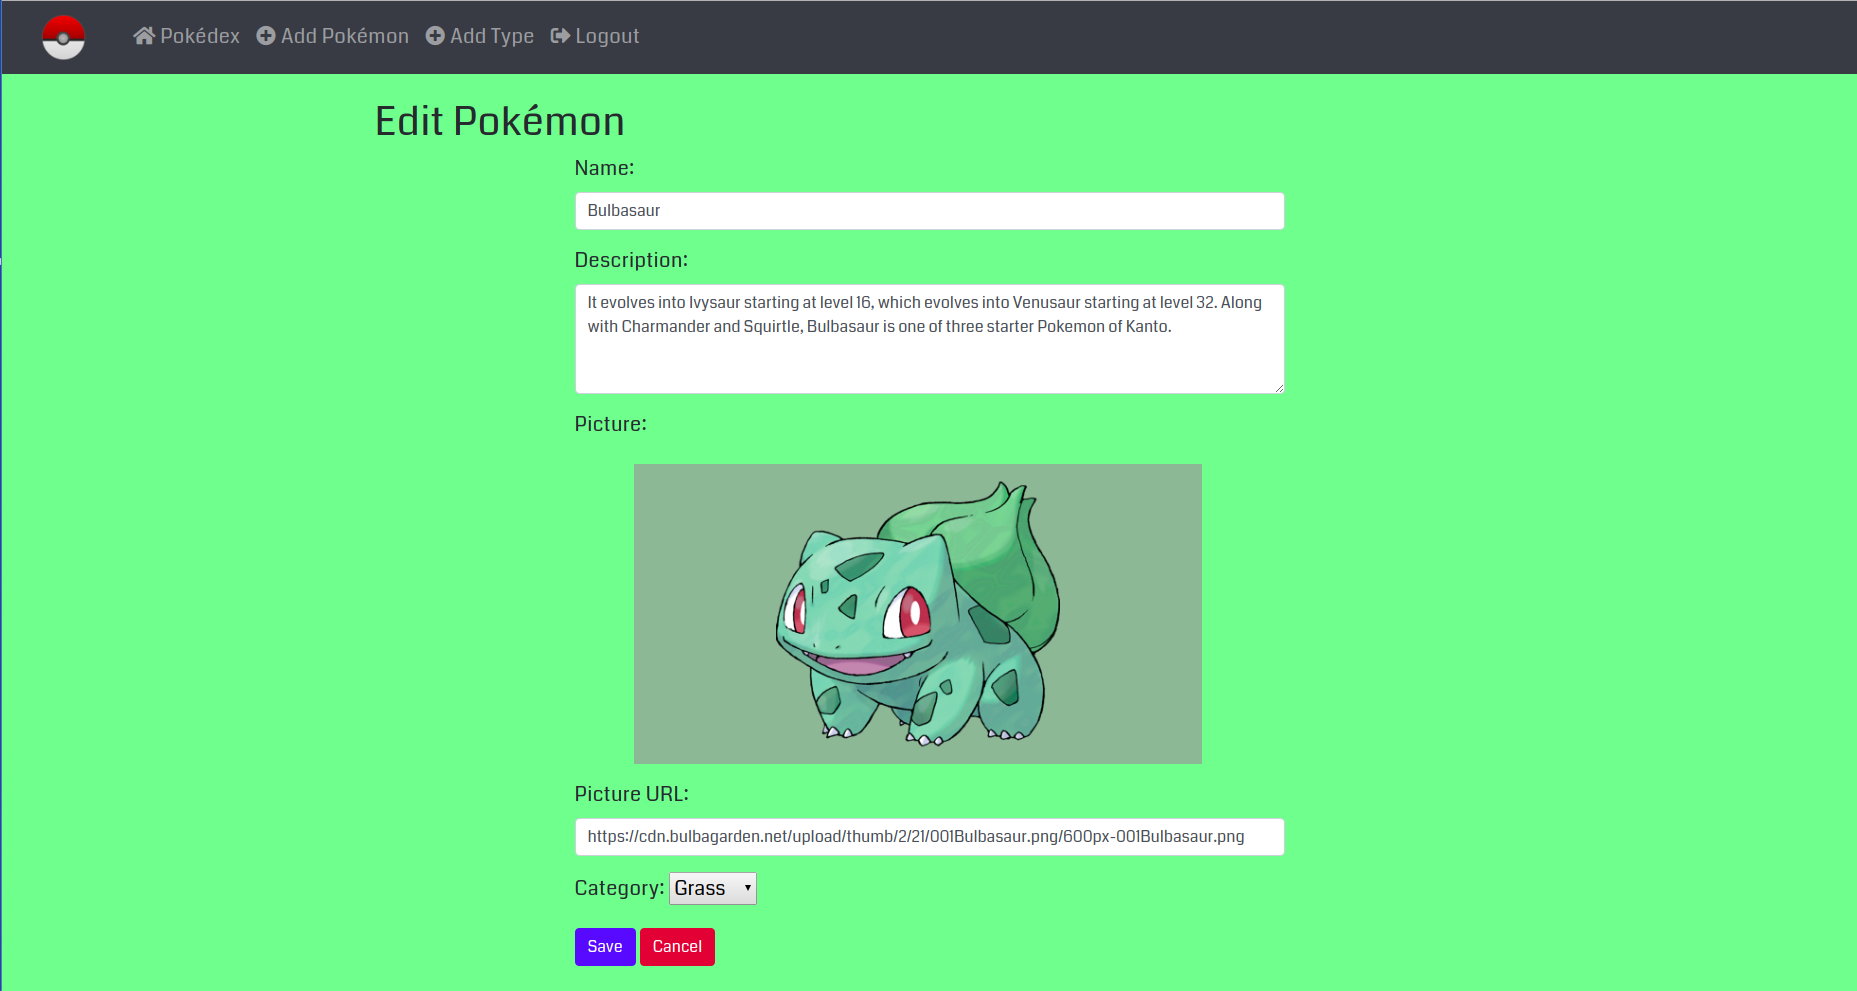 Pokédex Add Pokémon Add Type Logout
Edit Pokémon
Name:
Bulbasaur
Description:
It evolves into Ivysaur starting at level 16, which evolves into Venusaur starting at level 32. Along
with Charmander and Squirtle, Bulbasaur is one of three starter Pokemon of Kanto.
Picture:
Picture URL:
https://cdn.bulbagarden.net/upload/thumb/2/21/001Bulbasaur.png/600px-001Bulbasaur.png
Category: Grass
Save Cancel